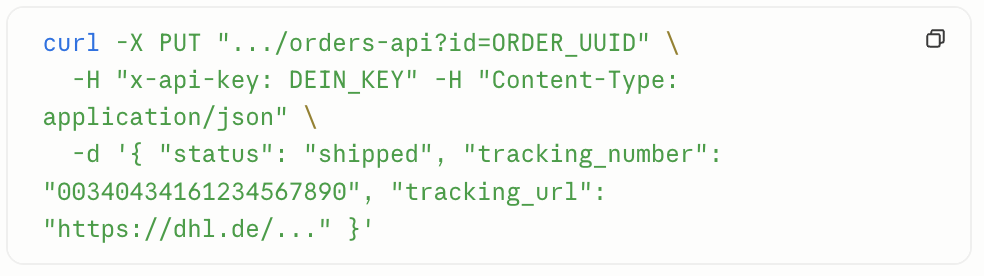 curl -X PUT ".../orders-api?id=ORDER_UUID" \
  -H "x-api-key: DEIN_KEY" -H "Content-Type:
application/json" \
  -d '{ "status": "shipped", "tracking_number":
"00340434161234567890", "tracking_url":
"https://dhl.de/..." }'